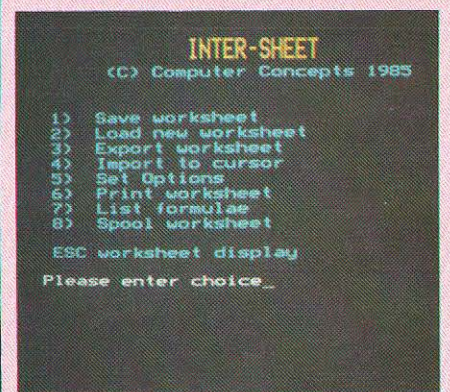 INTER-SHEET
(C) Computer Concepts 1985
1) Save worksheet
2) Load new worksheet
3) Export worksheet
4) Import to cursor
5) Set Options
6) Print worksheet
7) List formulae
8) Spool worksheet
ESC worksheet display
Please enter choice_